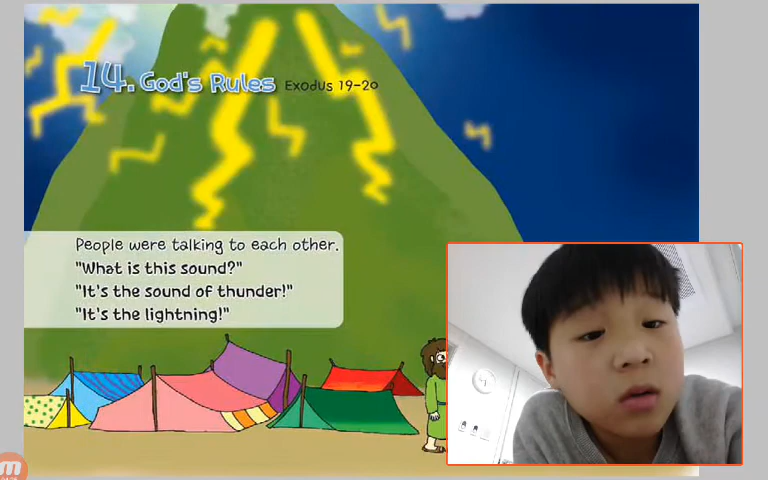 14. God's Rules Exodus 19-20
People were talking to each other.
"What is this sound?"
"It's the sound of thunder!"
"It's the lightning!"